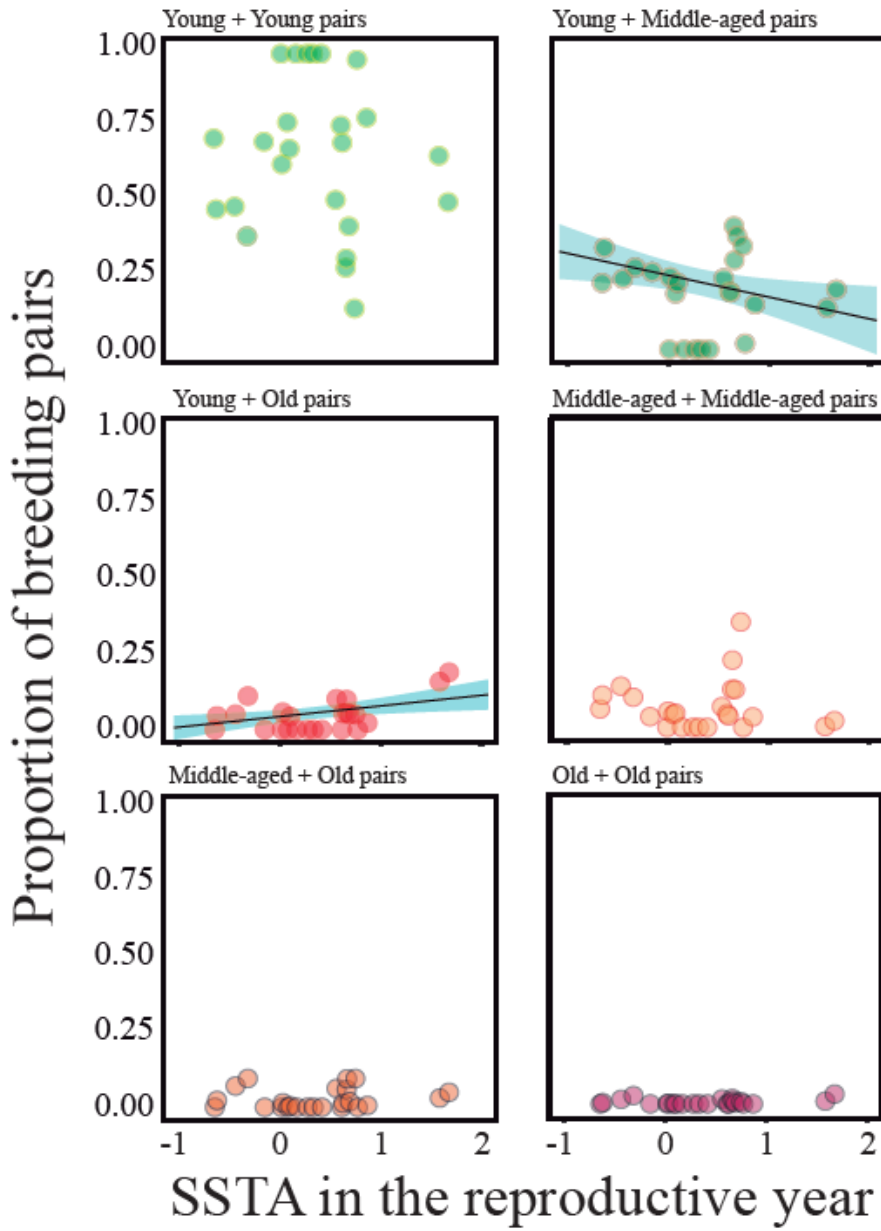 Young + Young pairs
Young + Middle-aged pairs
1.00
0.75
0.50
0.25
0.00
Young + Old pairs
Middle-aged + Middle-aged pairs
1.00
0.75
0.50
0.25
0.00
Middle-aged + Old pairs
Old + Old pairs
1.00
0.75
0.50
0.25
0.00
-1 0 1 2
-1 0 1 2
Proportion of breeding pairs
SSTA in the reproductive year